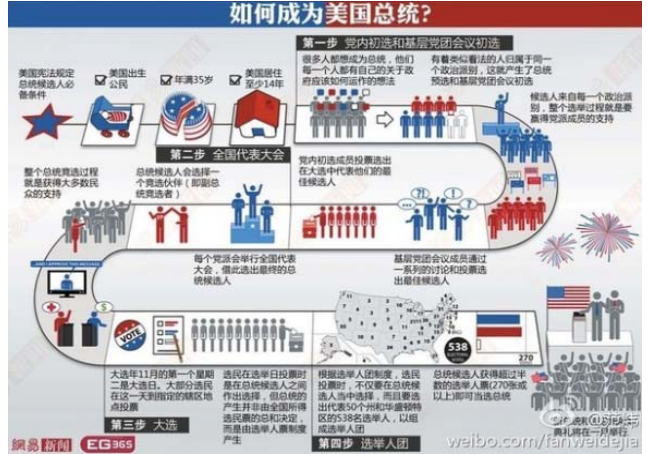 如何成为美国总统?
第一步 党内初选和基层党团会议初选
美国宪法规定
总统候选人必
备条件
美国出生
公民
年满35岁
美国居住
至少14年
很多人都想成为总统，他们
每一个人都有自己的关于政
府应该如何运作的想法
有着类似看法的人归属于同一
个政治派别，这就产生了总统
预选和基层党团会议初选
候选人来自每一个政治派
别，整个选举过程就是要
赢得党派成员的支持
第二步 全国代表大会
整个总统竞选过程
就是获得大多数民
众的支持
总统候选人会选择一
个竞选伙伴（即副总
统竞选者）
党内初选成员投票选出
在大选中代表他们的最
佳候选人
每个党派会举行全国代表
大会，借此选出最终的总
统候选人
基层党团会议成员通过
一系列的讨论和投票选
出最佳候选人
AND I APPROVE THIS MESSAGE
VOTE
538
ELECTORAL VOTES
270
大选年11月的第一个星期
二是大选日。大部分选民
在这一天到指定的辖区地
点投票
第三步 大选
选民在选举日投票时
是在总统候选人之间
作出选择，但总统的
产生并非由全国所得
选民票的总和决定，
而是由选举人票制度
产生
根据选举人团制度，选民
投票时，不仅要在总统候
选人当中选择，而且要选
出代表50个州和华盛顿特
区的538名选举人，以组
成选举人团
第四步 选举人团
总统候选人获得超过半
数的选举人票(270张或
以上)即可当选总统
典礼将在一月举行
網易 新闻 EG365
weibo.com/fanweidejia